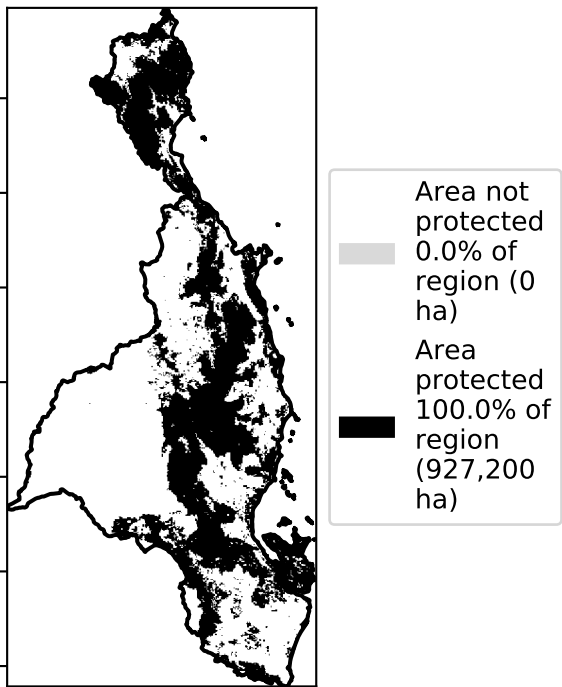 Area not
protected
0.0% of
region (0
ha)
Area
protected
100.0% of
region
(927,200
ha)